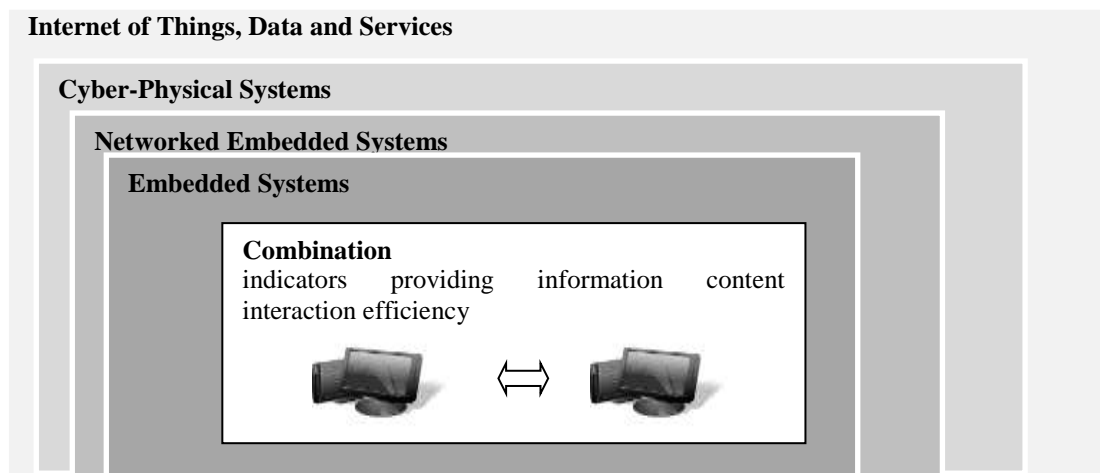 Internet of Things, Data and Services
Cyber-Physical Systems
Networked Embedded Systems
Embedded Systems
Combination
indicators providing information content
interaction efficiency